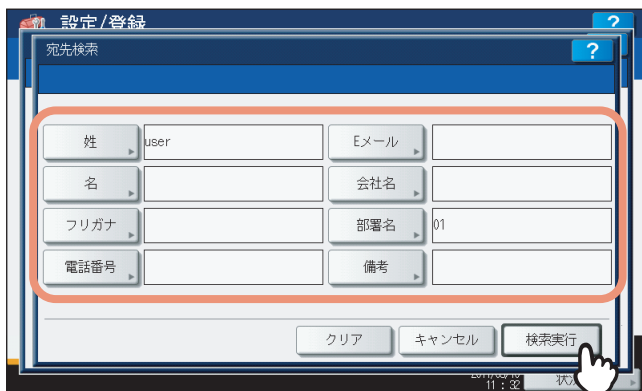 設定/登録
?
宛先検索
?
姓 user Eメール
名 会社名
フリガナ 部署名 01
電話番号 備考
クリア キャンセル 検索実行
11 : 32